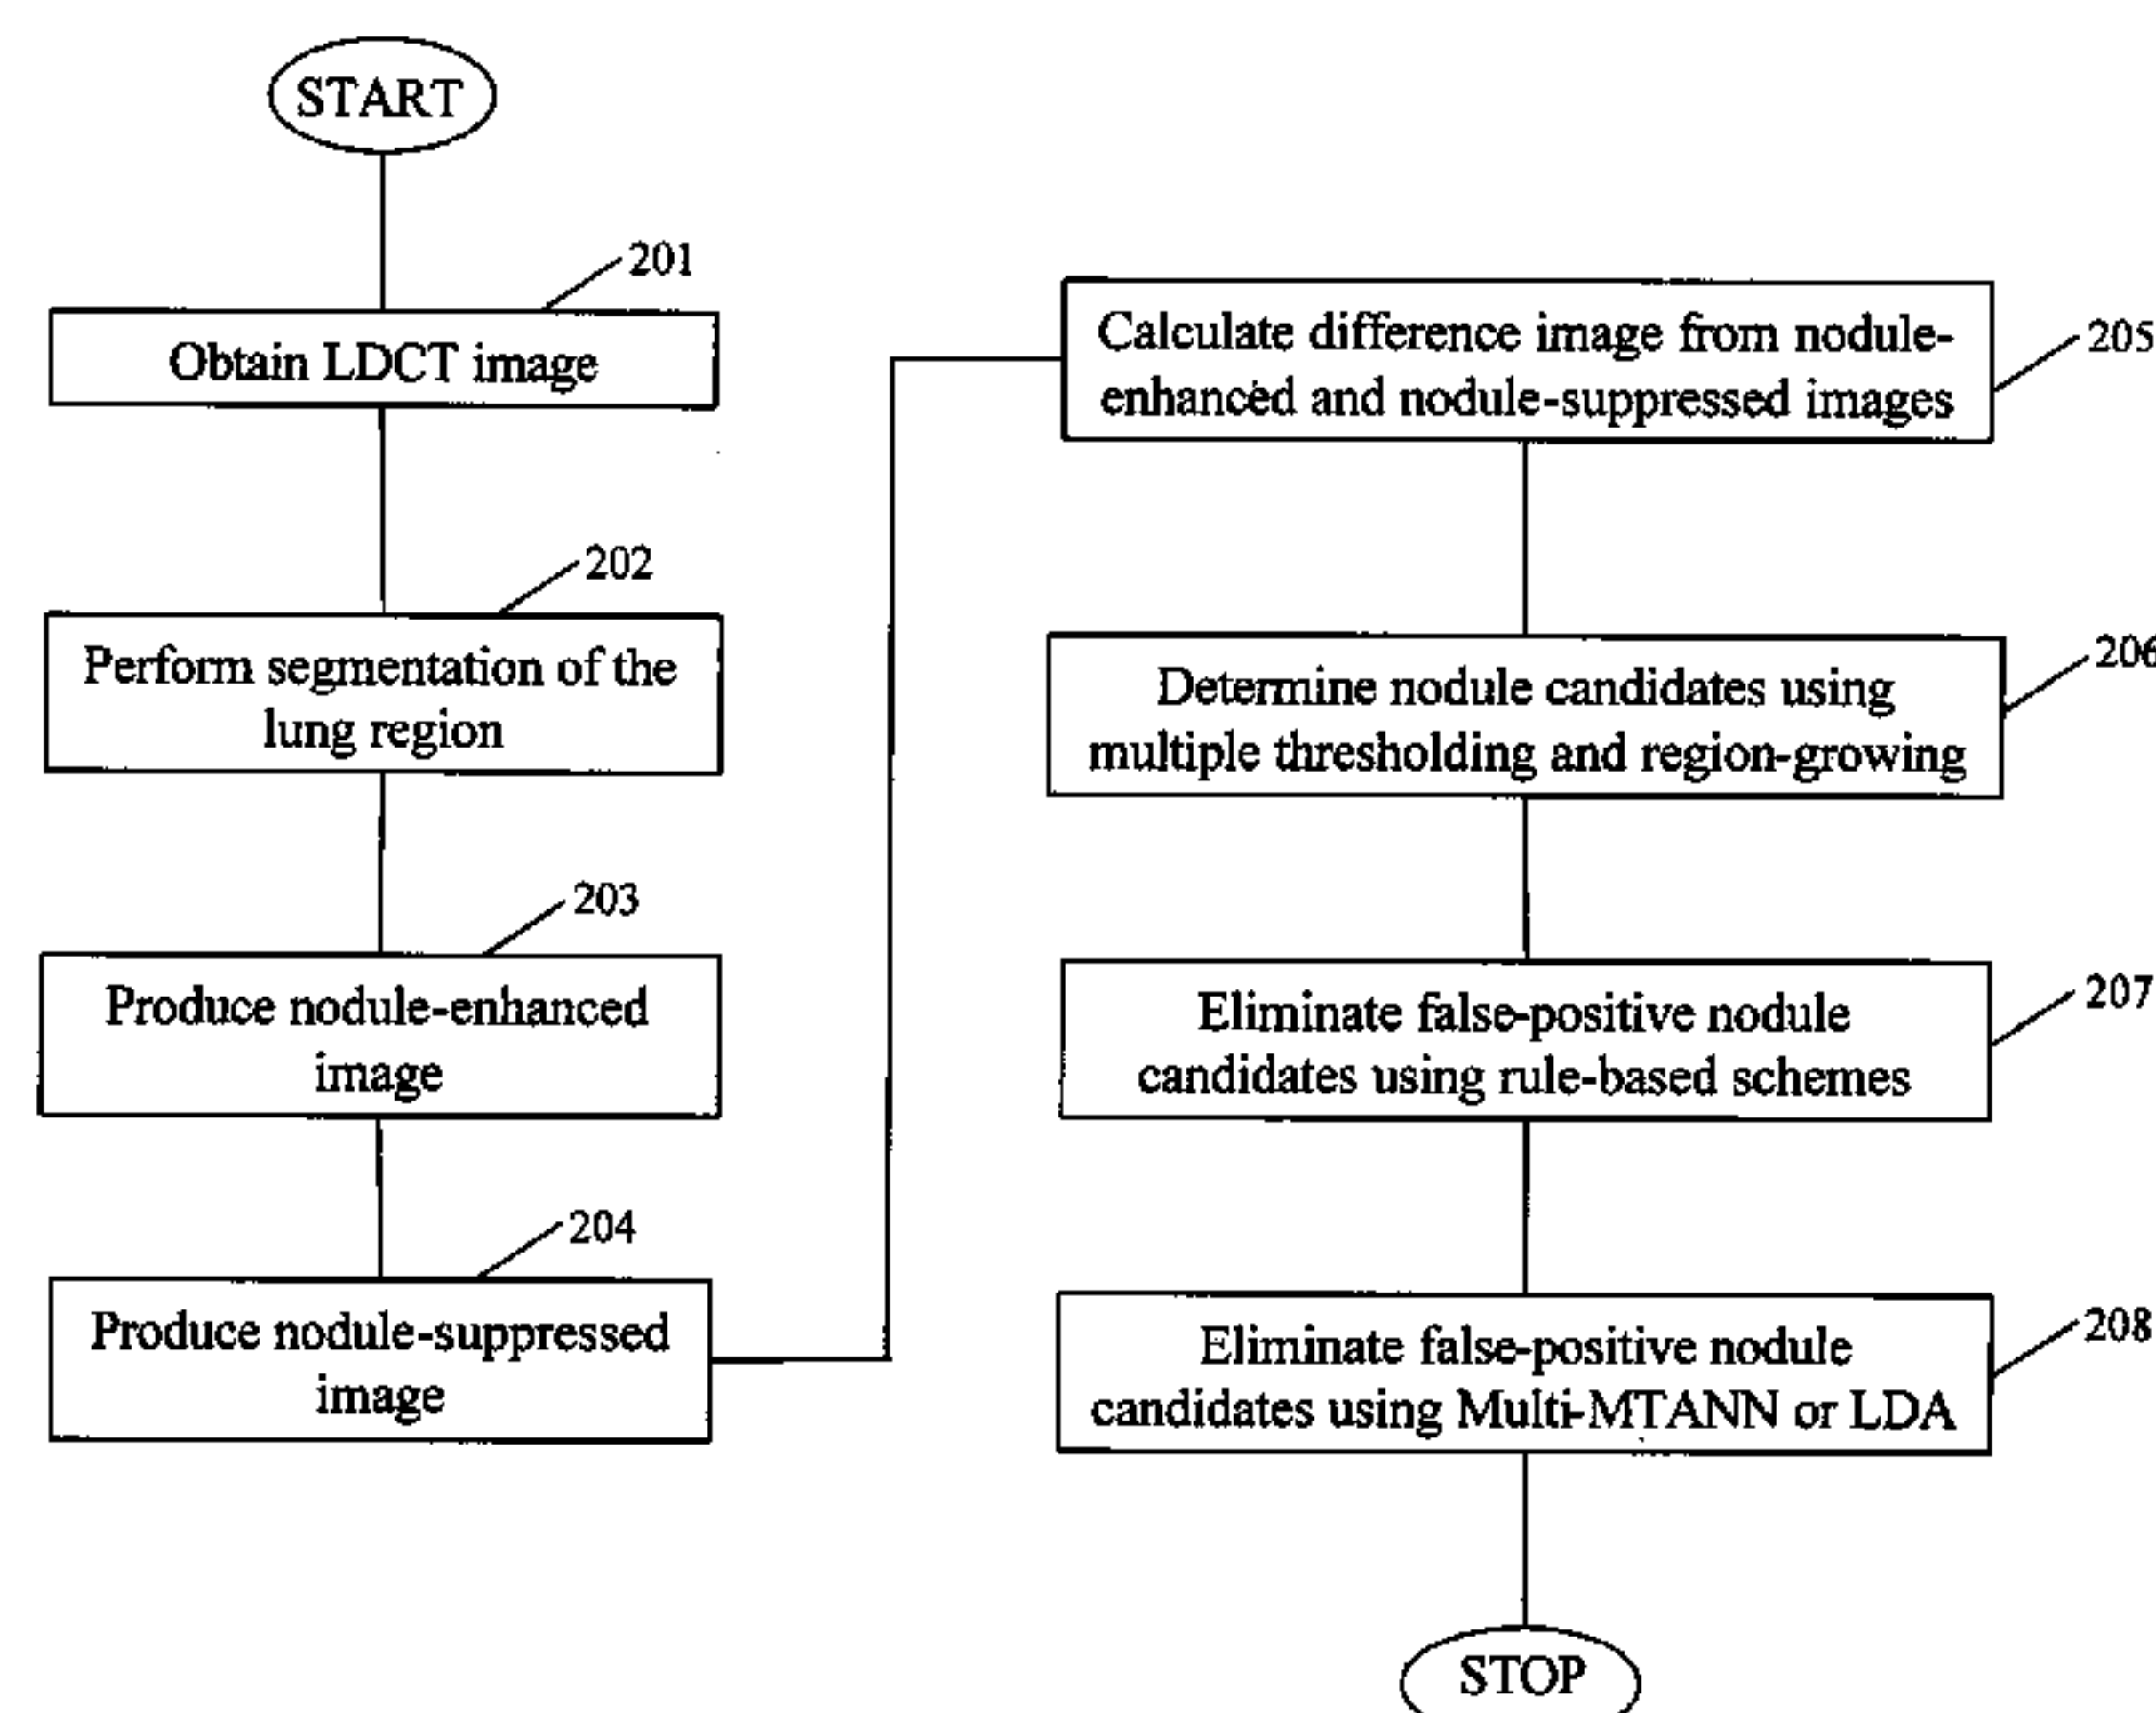 START
201
Obtain LDCT image
202
Perform segmentation of the
lung region
203
Produce nodule-enhanced
image
204
Produce nodule-suppressed
image
Calculate difference image from nodule-
enhanced and nodule-suppressed images
205
Determine nodule candidates using
multiple thresholding and region-growing
206
Eliminate false-positive nodule
candidates using rule-based schemes
207
Eliminate false-positive nodule
candidates using Multi-MTANN or LDA
208
STOP